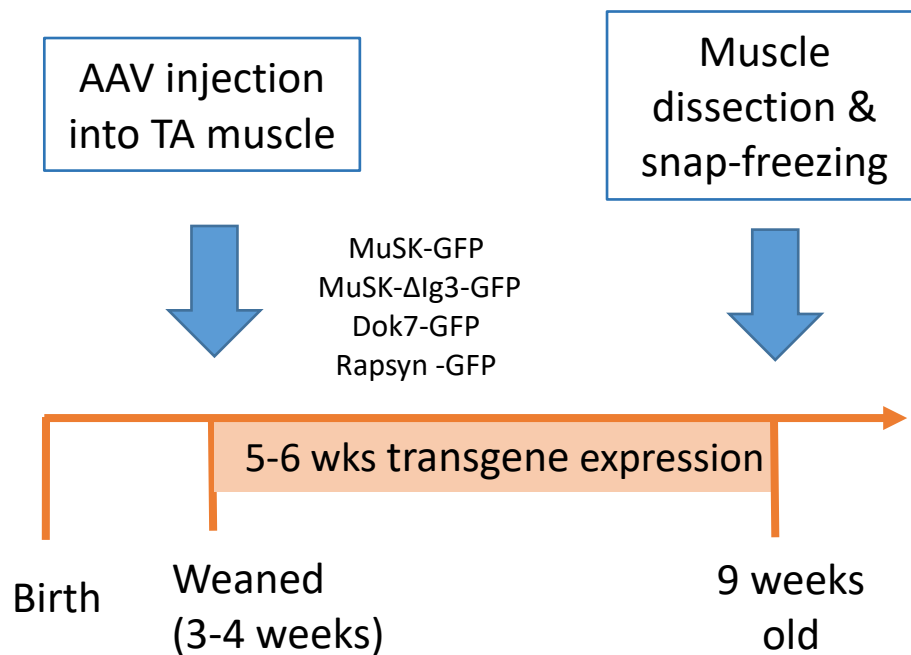 AAV injection
into TA muscle
Muscle
dissection &
snap-freezing
MuSK-GFP
MuSK-ΔIg3-GFP
Dok7-GFP
Rapsyn -GFP
5-6 wks transgene expression
Birth
Weaned
(3-4 weeks)
9 weeks
old